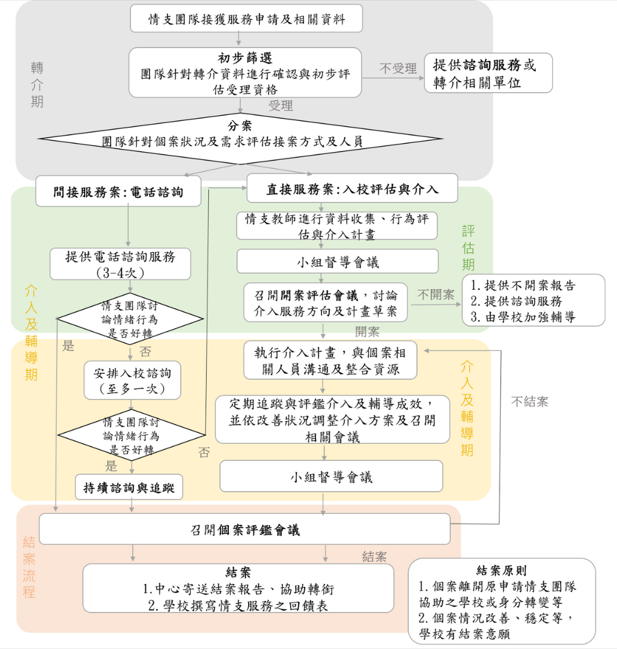 情支團隊接獲服務申請及相關資料
轉介期
初步篩選
團隊針對轉介資料進行確認與初步評
估受理資格
不受理
提供諮詢服務或
轉介相關單位
受理
分案
團隊針對個案狀況及需求評估接案方式及人員
間接服務案:電話諮詢
直接服務案:入校評估與介入
情支教師進行資料收集、行為評
估與介入計畫
評估期
提供電話諮詢服務
(3-4次)
小組督導會議
召開開案評估會議,討論
介入服務方向及計畫草案
不開案
1. 提供不開案報告
2. 提供諮詢服務
3. 由學校加強輔導
介入及輔導期
情支團隊討
論情緒行為
是否好轉
是
否
開案
安排入校諮詢
(至多一次)
執行介入計畫,與個案相
關人員溝通及整合資源
介入及輔導期
不結案
定期追蹤與評鑑介入及輔導成效,
並依改善狀況調整介入方案及召開
相關會議
情支團隊討
論情緒行為
是否好轉
否
是
小組督導會議
持續諮詢與追蹤
結案流程
召開個案評鑑會議
結案
結案
1.中心寄送結案報告、協助轉銜
2.學校撰寫情支服務之回饋表
結案原則
1.個案離開原申請情支團隊
協助之學校或身分轉變等
2.個案情況改善、穩定等,
學校有結案意願